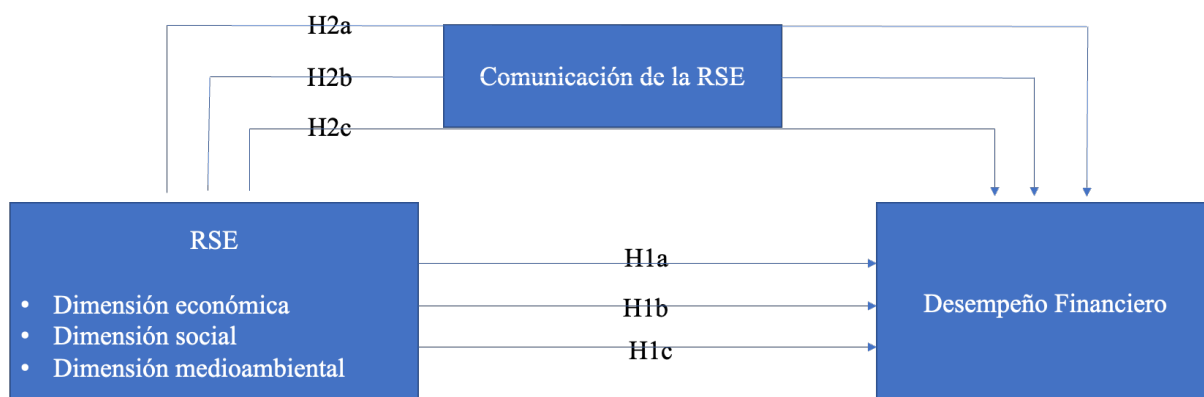 H2a
Comunicación de la RSE
H2b
H2c
RSE
• Dimensión económica
• Dimensión social
• Dimensión medioambiental
H1a
H1b
H1c
Desempeño Financiero